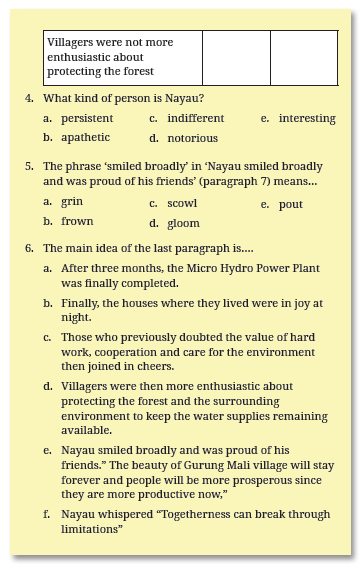 Villagers were not more
enthusiastic about
protecting the forest
4. What kind of person is Nayau?
a. persistent c. indifferent e. interesting
b. apathetic d. notorious
5. The phrase ‘smiled broadly’ in ‘Nayau smiled broadly
and was proud of his friends’ (paragraph 7) means...
a. grin c. scowl e. pout
b. frown d. gloom
6. The main idea of the last paragraph is....
a. After three months, the Micro Hydro Power Plant
was finally completed.
b. Finally, the houses where they lived were in joy at
night.
c. Those who previously doubted the value of hard
work, cooperation and care for the environment
then joined in cheers.
d. Villagers were then more enthusiastic about
protecting the forest and the surrounding
environment to keep the water supplies remaining
available.
e. Nayau smiled broadly and was proud of his
friends.” The beauty of Gurung Mali village will stay
forever and people will be more prosperous since
they are more productive now,”
f. Nayau whispered “Togetherness can break through
limitations”